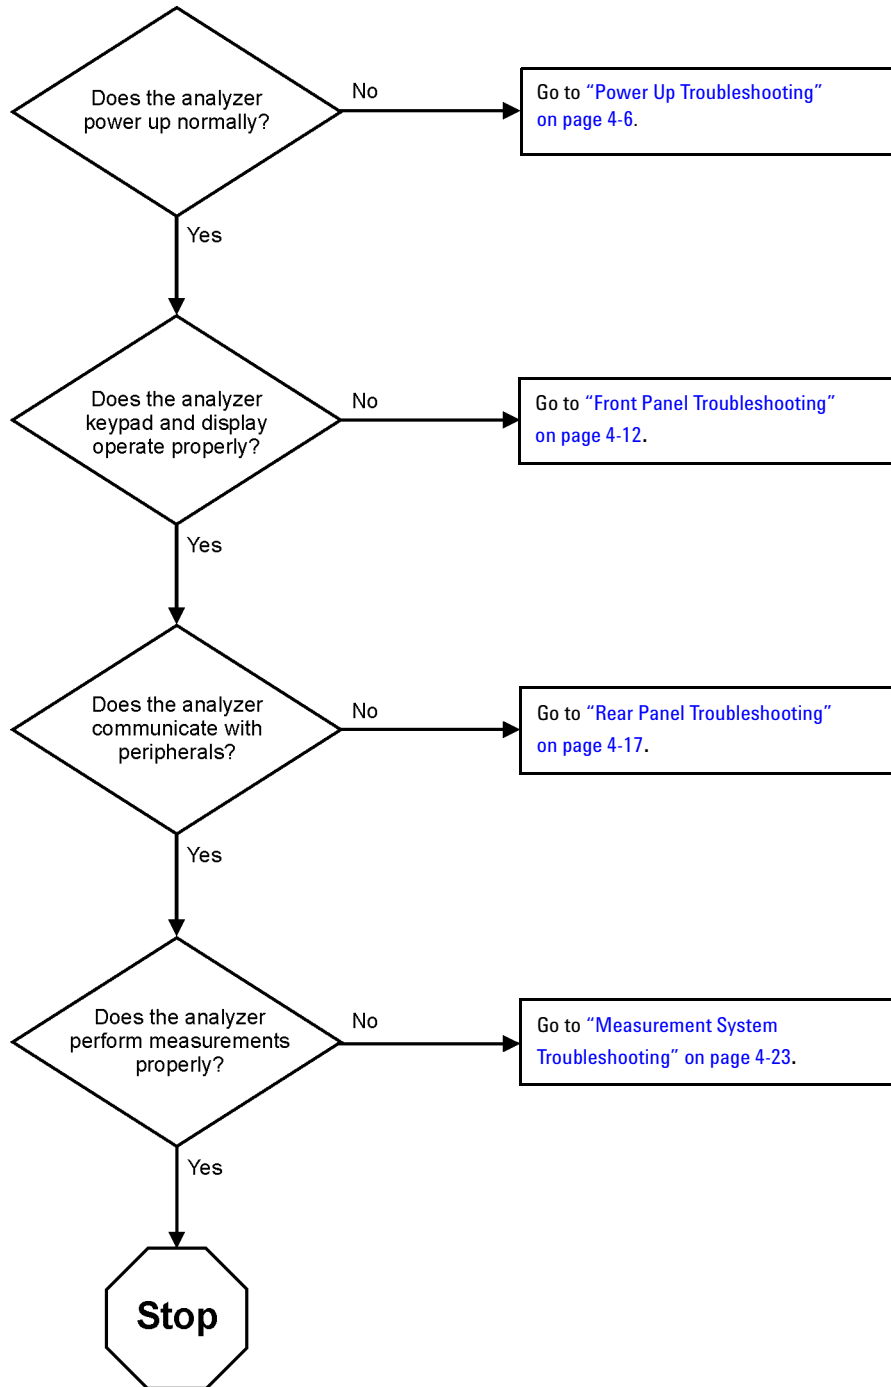 Does the analyzer
power up normally?
No
Go to “Power Up Troubleshooting”
on page 4-6.
Yes
Does the analyzer
keypad and display
operate properly?
No
Go to “Front Panel Troubleshooting”
on page 4-12.
Yes
Does the analyzer
communicate with
peripherals?
No
Go to “Rear Panel Troubleshooting”
on page 4-17.
Yes
Does the analyzer
perform measurements
properly?
No
Go to “Measurement System
Troubleshooting” on page 4-23.
Yes
Stop